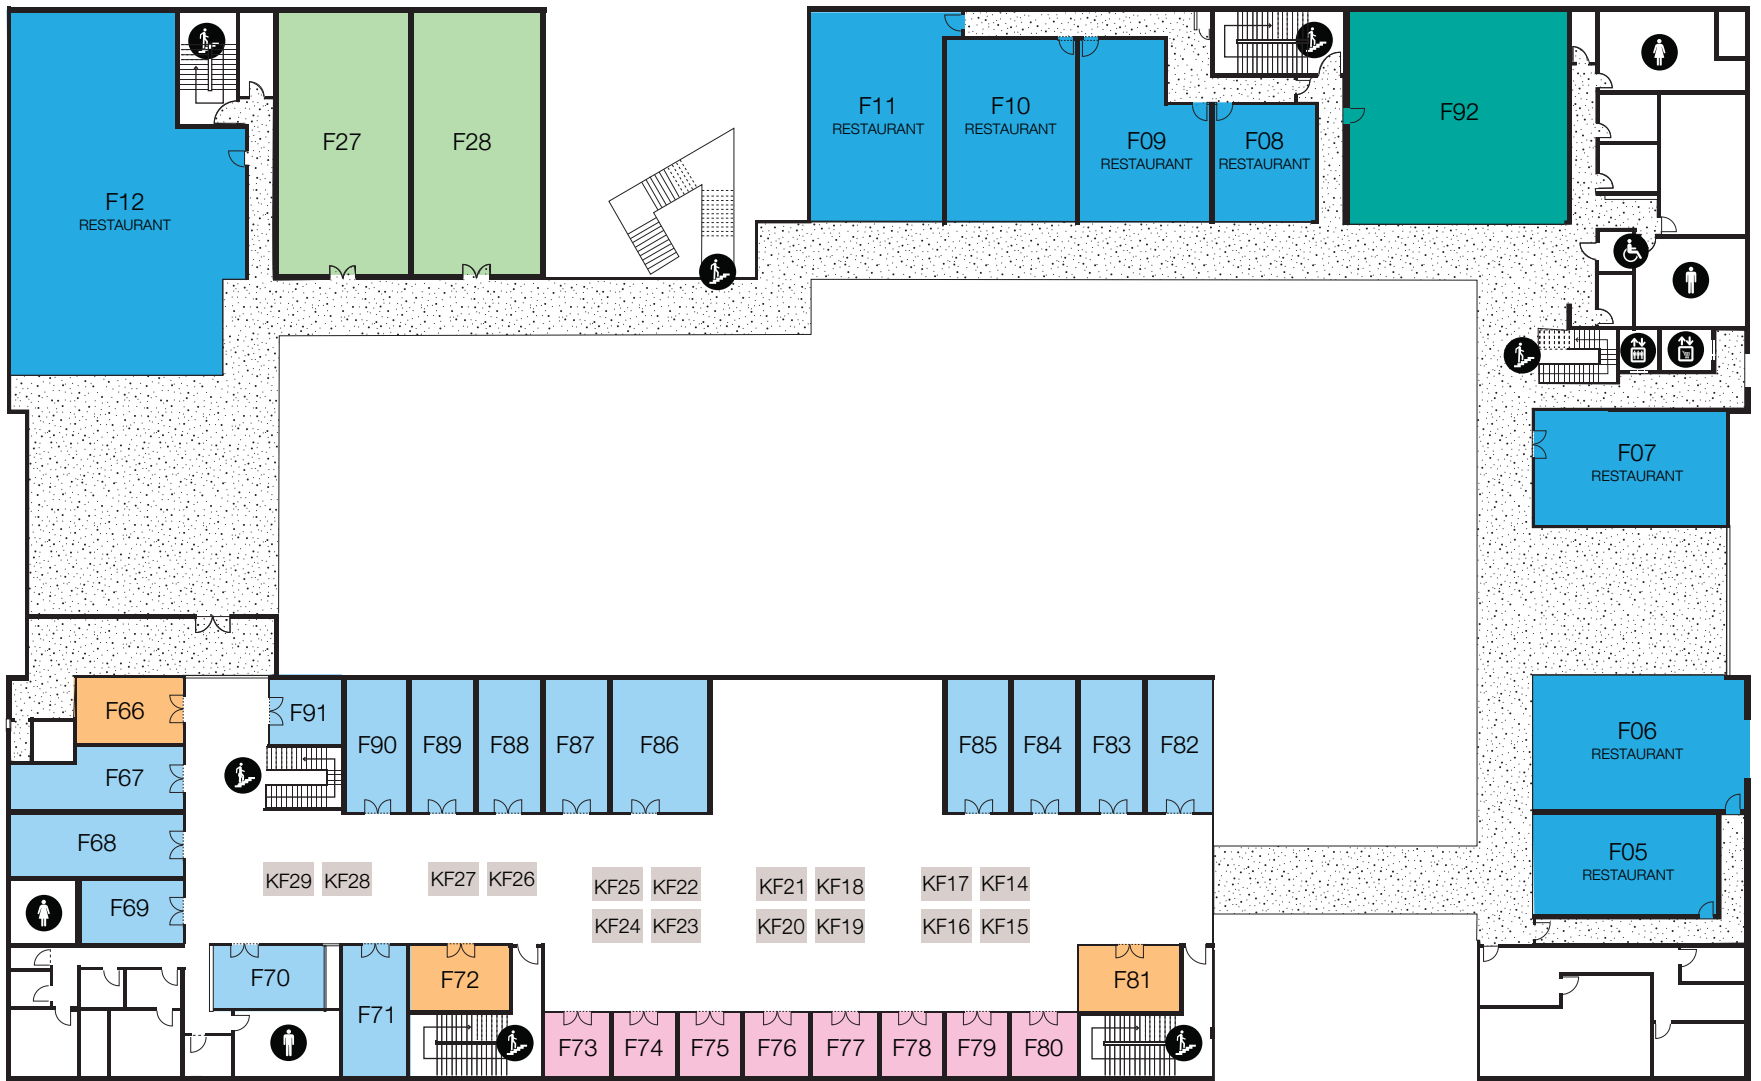 F27
F28
F11
RESTAURANT
F10
RESTAURANT
F09
RESTAURANT
F08
RESTAURANT
F92
F12
RESTAURANT
F07
RESTAURANT
F06
RESTAURANT
F05
RESTAURANT
F66
F67
F68
F69
F91
F90
F89
F88
F87
F86
F85
F84
F83
F82
KF29
KF28
KF27
KF26
KF25
KF22
KF24
KF23
KF21
KF18
KF20
KF19
KF17
KF14
KF16
KF15
F70
F71
F72
F81
F73
F74
F75
F76
F77
F78
F79
F80